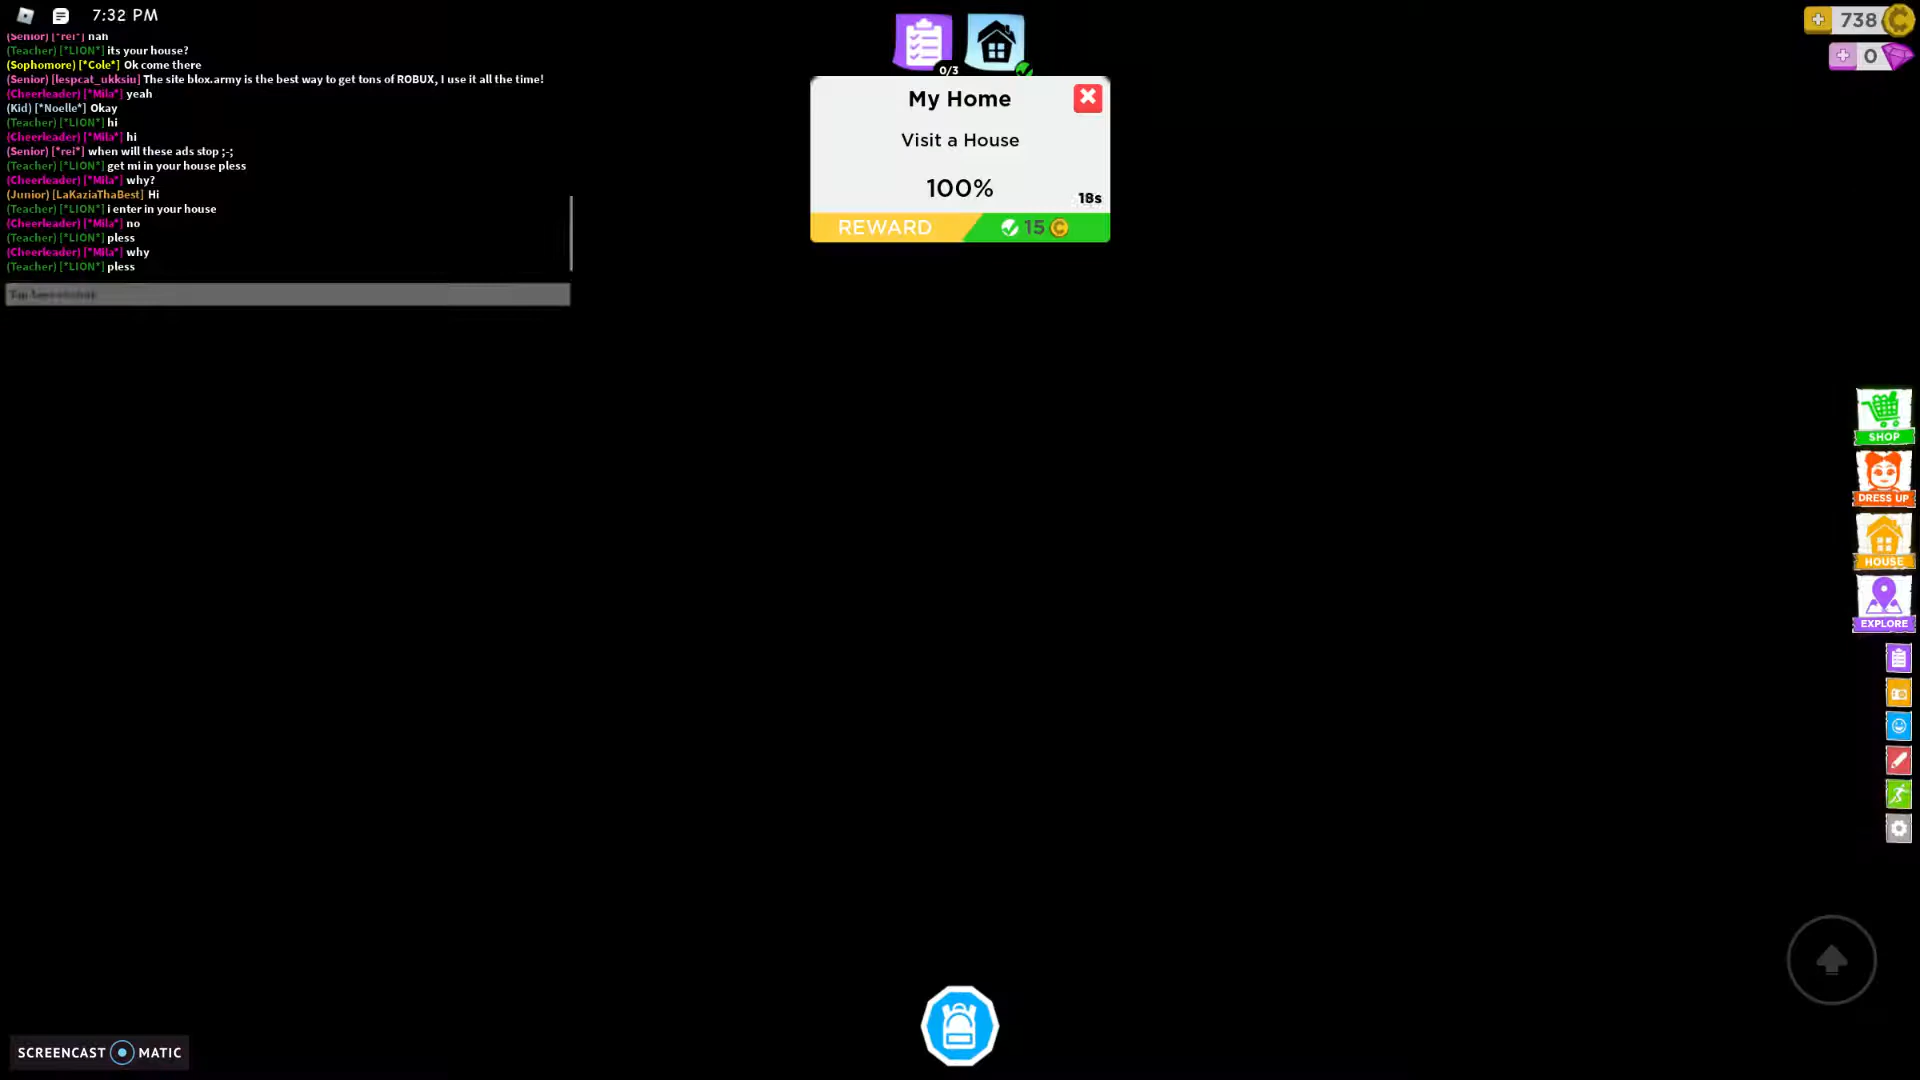 7:32 PM
(Senior) [*rei*] nah
(Teacher) [*LION*] its your house?
(Sophomore) [*Cole*] Ok come there
(Senior) [lespcat_ukksiu] The site blox.army is the best way to get tons of ROBUX, I use it all the time!
(Cheerleader) [*Mila*] yeah
(Kid) [*Noelle*] Okay
(Teacher) [*LION*] hi
(Cheerleader) [*Mila*] hi
(Senior) [*rei*] when will these ads stop ;-;
(Teacher) [*LION*] get mi in your house pless
(Cheerleader) [*Mila*] why?
(Junior) [LaKaziaThaBest] Hi
(Teacher) [*LION*] i enter in your house
(Cheerleader) [*Mila*] no
(Teacher) [*LION*] pless
(Cheerleader) [*Mila*] why
(Teacher) [*LION*] pless
0/3
My Home
Visit a House
100%
18s
REWARD 15
738
0
SHOP
DRESS UP
HOUSE
EXPLORE
SCREENCAST MATIC